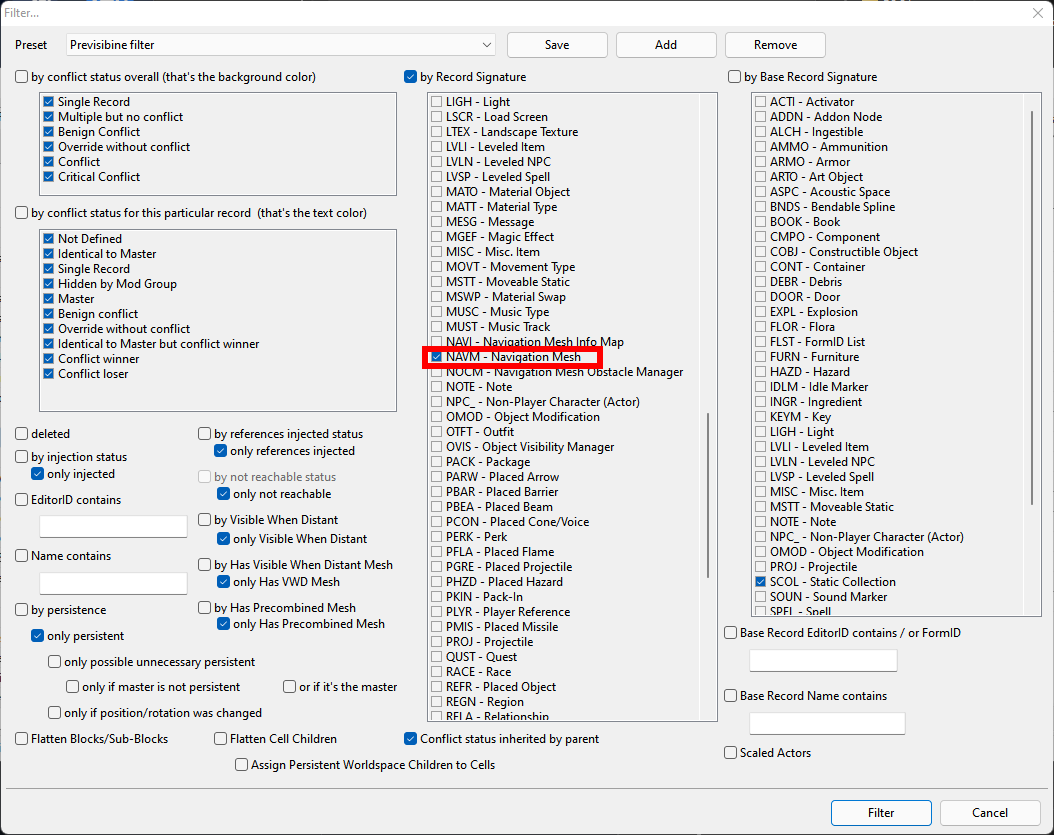 Filter...
Preset
Previsibine filter
Save
Add
Remove
by conflict status overall (that's the background color)
Single Record
Multiple but no conflict
Benign Conflict
Override without conflict
Conflict
Critical Conflict
by conflict status for this particular record (that's the text color)
Not Defined
Identical to Master
Single Record
Hidden by Mod Group
Master
Benign conflict
Override without conflict
Identical to Master but conflict winner
Conflict winner
Conflict loser
deleted
by injection status
only injected
EditorID contains
Name contains
by persistence
only persistent
only possible unnecessary persistent
only if master is not persistent
or if it's the master
only if position/rotation was changed
by references injected status
only references injected
by not reachable status
only not reachable
by Visible When Distant
only Visible When Distant
by Has Visible When Distant Mesh
only Has VWD Mesh
by Has Precombined Mesh
only Has Precombined Mesh
Flatten Blocks/Sub-Blocks
Flatten Cell Children
Assign Persistent Worldspace Children to Cells
by Record Signature
LIGH - Light
LSCR - Load Screen
LTEX - Landscape Texture
LVLI - Leveled Item
LVLN - Leveled NPC
LVSP - Leveled Spell
MATO - Material Object
MATT - Material Type
MESG - Message
MGEF - Magic Effect
MISC - Misc. Item
MOVT - Movement Type
MSTT - Moveable Static
MSWP - Material Swap
MUSC - Music Type
MUST - Music Track
NAVI - Navigation Mesh Info Map
NAVM - Navigation Mesh
NOCM - Navigation Mesh Obstacle Manager
NOTE - Note
NPC_ - Non-Player Character (Actor)
OMOD - Object Modification
OTFT - Outfit
OVIS - Object Visibility Manager
PACK - Package
PARW - Placed Arrow
PBAR - Placed Barrier
PBEA - Placed Beam
PCON - Placed Cone/Voice
PERK - Perk
PFLA - Placed Flame
PGRE - Placed Projectile
PHZD - Placed Hazard
PKIN - Pack-In
PLYR - Player Reference
PMIS - Placed Missile
PROJ - Projectile
QUST - Quest
RACE - Race
REFR - Placed Object
REGN - Region
RELA - Relationship
Conflict status inherited by parent
by Base Record Signature
ACTI - Activator
ADDN - Addon Node
ALCH - Ingestible
AMMO - Ammunition
ARMO - Armor
ARTO - Art Object
ASPC - Acoustic Space
BNDS - Bendable Spline
BOOK - Book
CMPO - Component
COBJ - Constructible Object
CONT - Container
DEBR - Debris
DOOR - Door
EXPL - Explosion
FLOR - Flora
FLST - FormID List
FURN - Furniture
HAZD - Hazard
IDLM - Idle Marker
INGR - Ingredient
KEYM - Key
LIGH - Light
LVLI - Leveled Item
LVLN - Leveled NPC
LVSP - Leveled Spell
MISC - Misc. Item
MSTT - Moveable Static
NOTE - Note
NPC_ - Non-Player Character (Actor)
OMOD - Object Modification
PROJ - Projectile
SCOL - Static Collection
SOUN - Sound Marker
SPEL - Spell
Base Record EditorID contains / or FormID
Base Record Name contains
Scaled Actors
Filter
Cancel